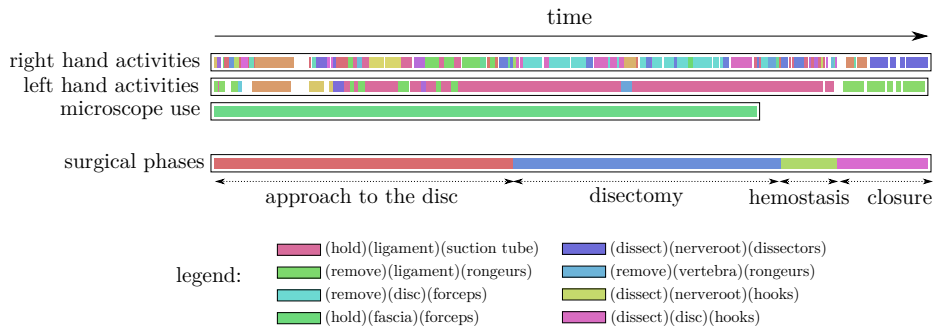 time
right hand activities
left hand activities
microscope use
surgical phases
approach to the disc
disectomy
hemostasis
closure
legend:
(hold)(ligament)(suction tube)
(remove)(ligament)(rongeurs)
(remove)(disc)(forceps)
(hold)(fascia)(forceps)
(dissect)(nerveroot)(dissectors)
(remove)(vertebra)(rongeurs)
(dissect)(nerveroot)(hooks)
(dissect)(disc)(hooks)